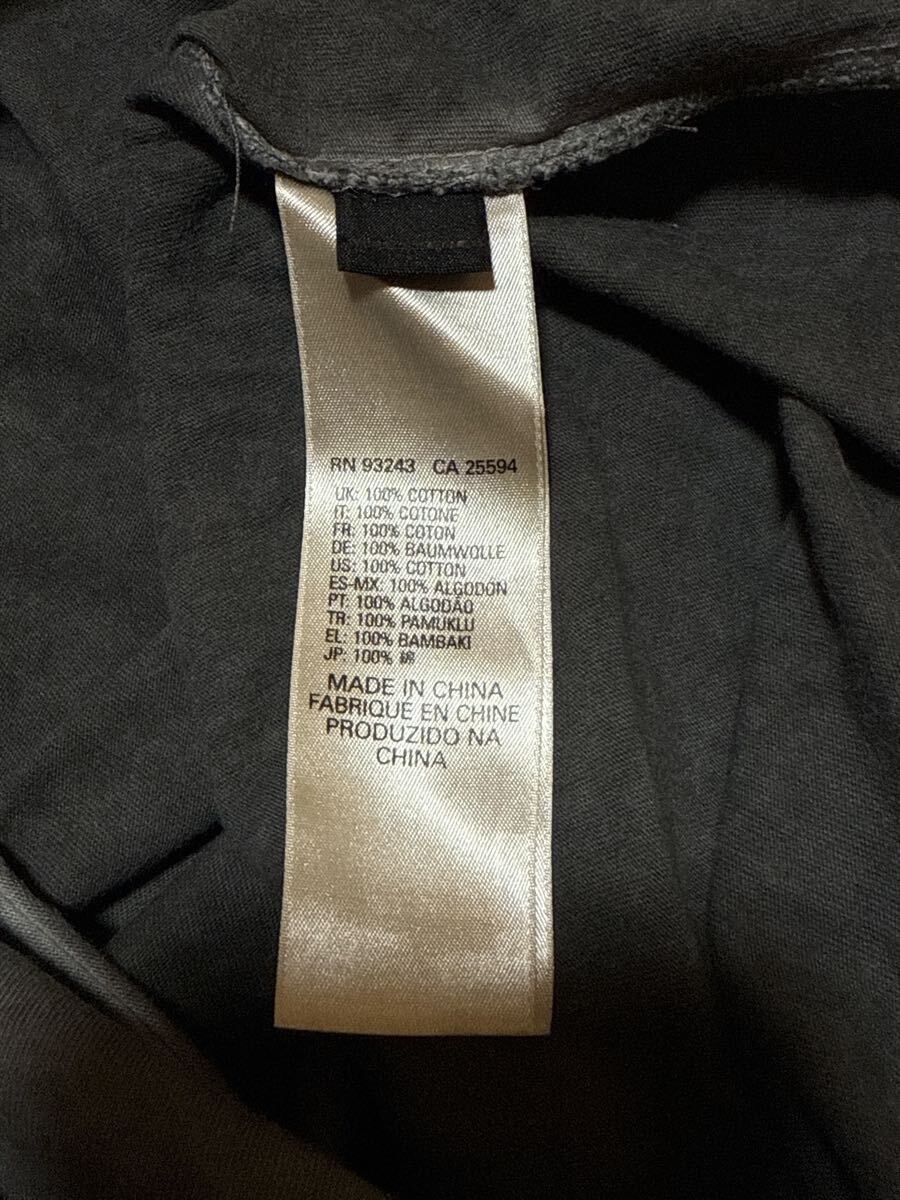 RN 93243 CA 25594
UK: 100% COTTON
IT: 100% COTONE
FR: 100% COTON
DE: 100% BAUMWOLLE
US: 100% COTTON
ES-MX: 100% ALGODON
PT: 100% ALGODÃO
TR: 100% PAMUKLU
EL: 100% BAMBAKI
JP: 100% 綿
MADE IN CHINA
FABRIQUE EN CHINE
PRODUZIDO NA
CHINA